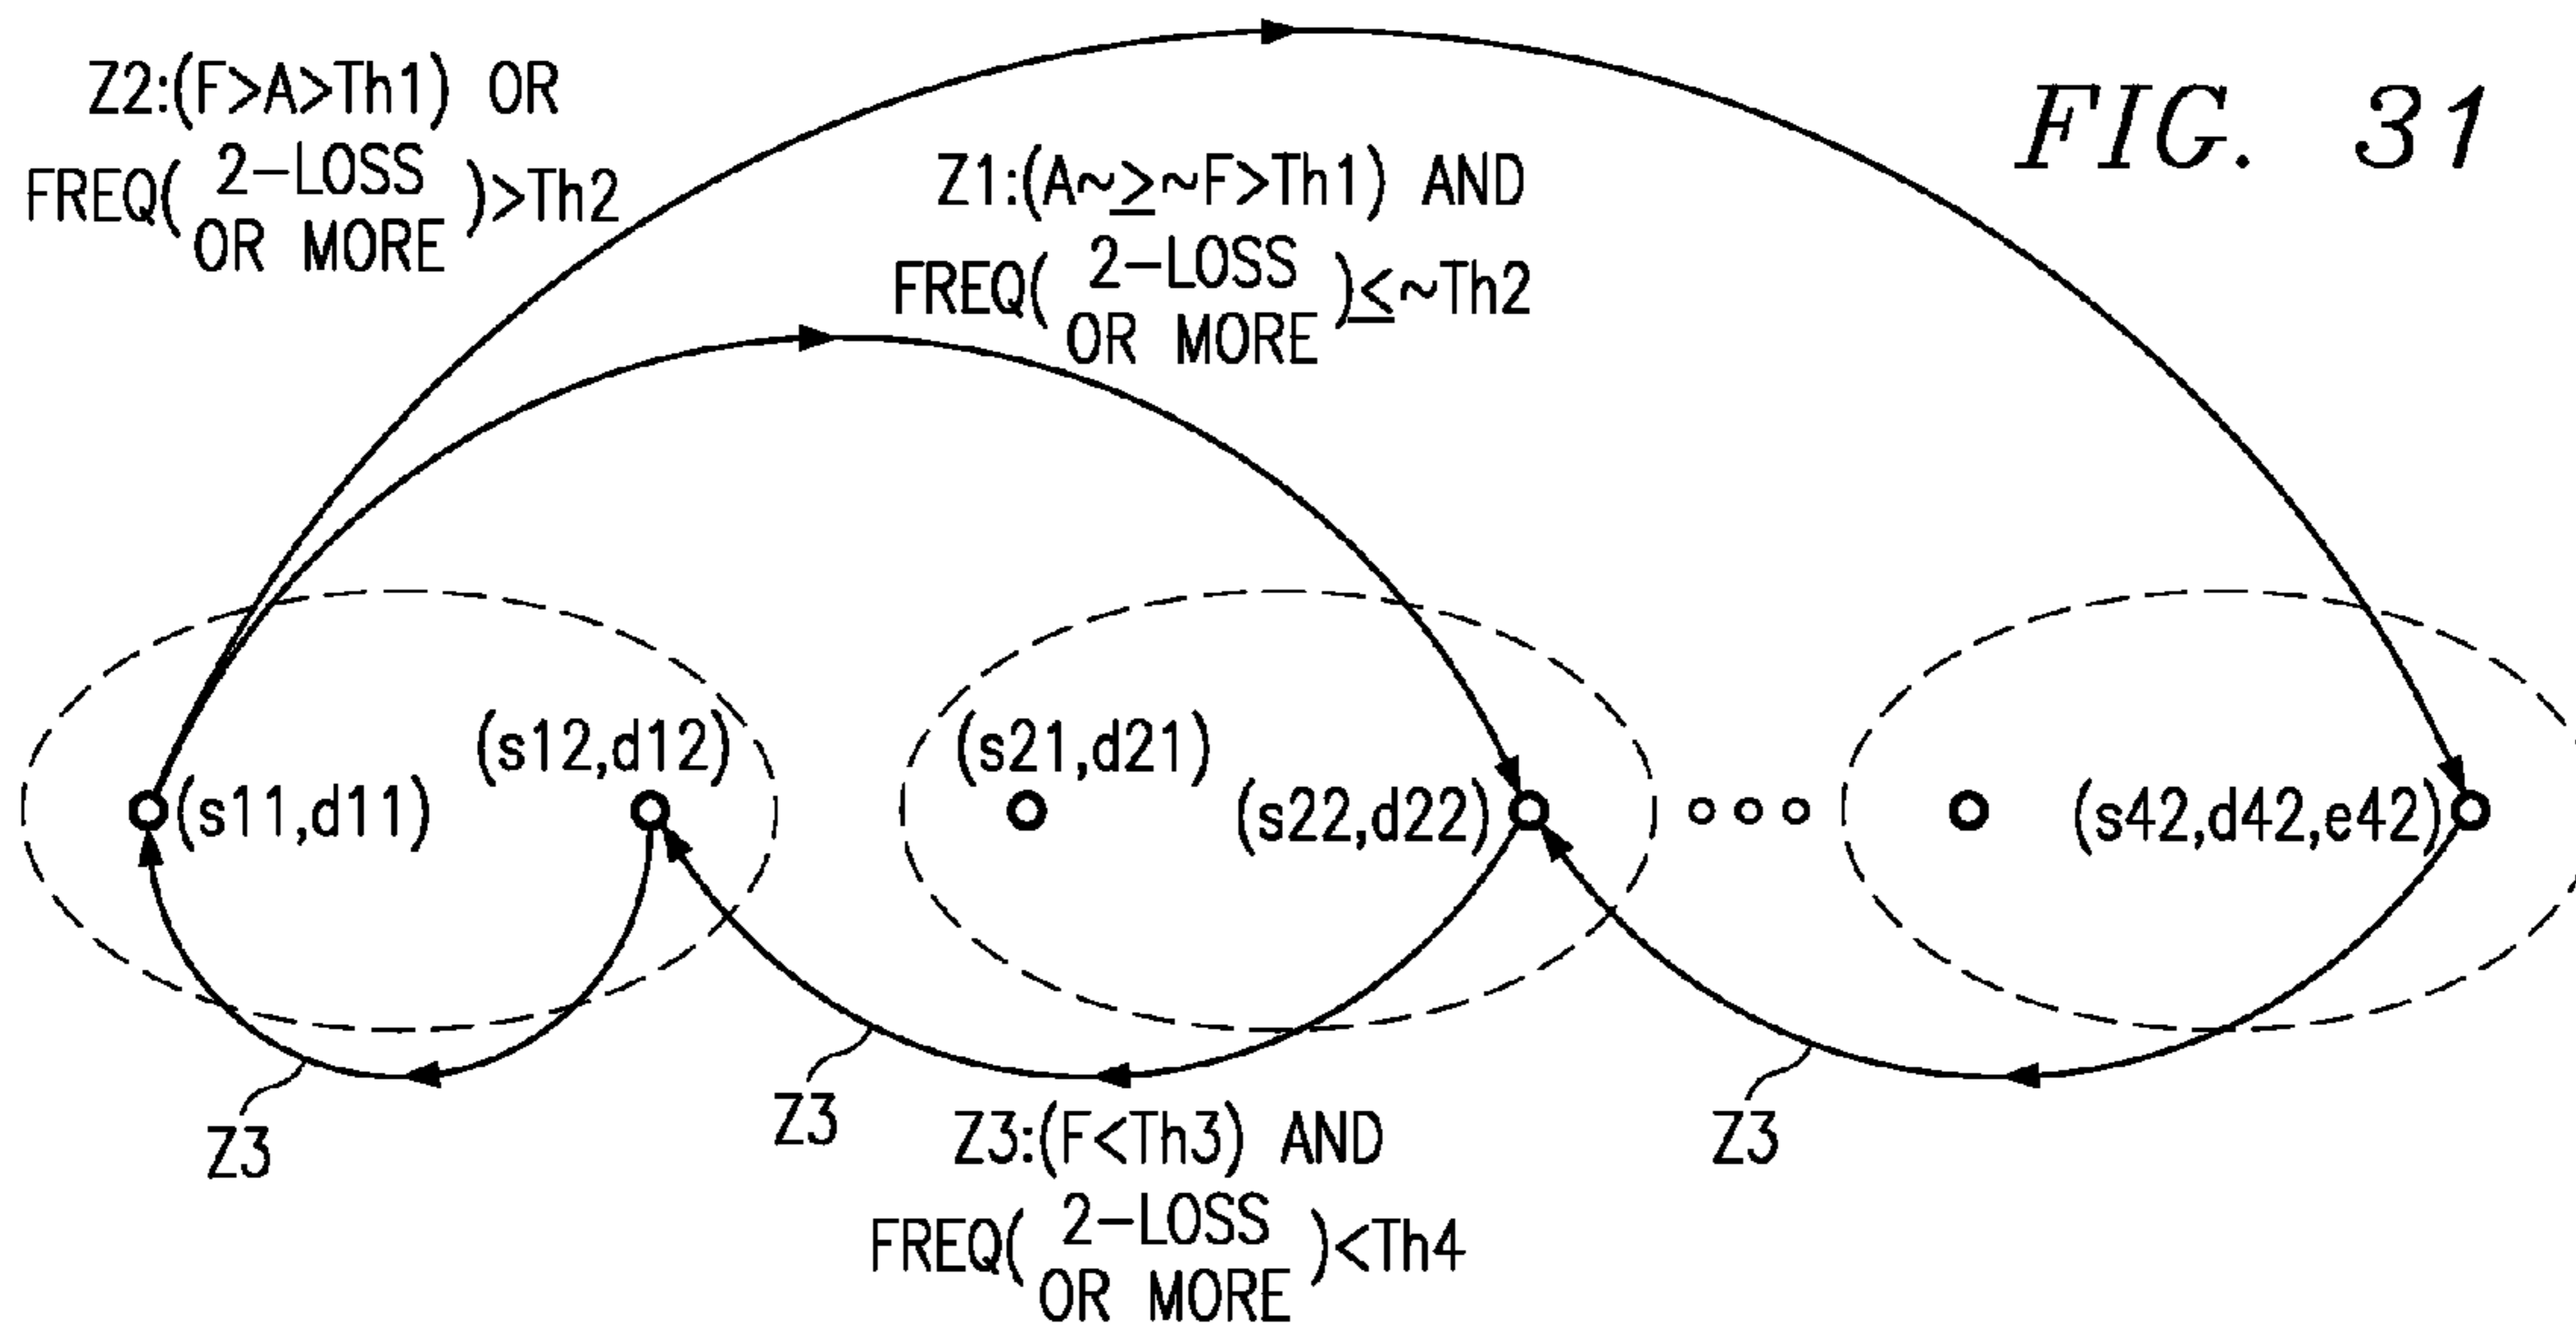 FIG. 31
Z2:(F>A>Th1) OR
FREQ( 2-LOSS
OR MORE )>Th2
Z1:(A~≥~F>Th1) AND
FREQ( 2-LOSS
OR MORE )≤~Th2
(s11,d11)
(s12,d12)
(s21,d21)
(s22,d22)
(s42,d42,e42)
Z3
Z3
Z3
Z3:(F<Th3) AND
FREQ( 2-LOSS
OR MORE )<Th4